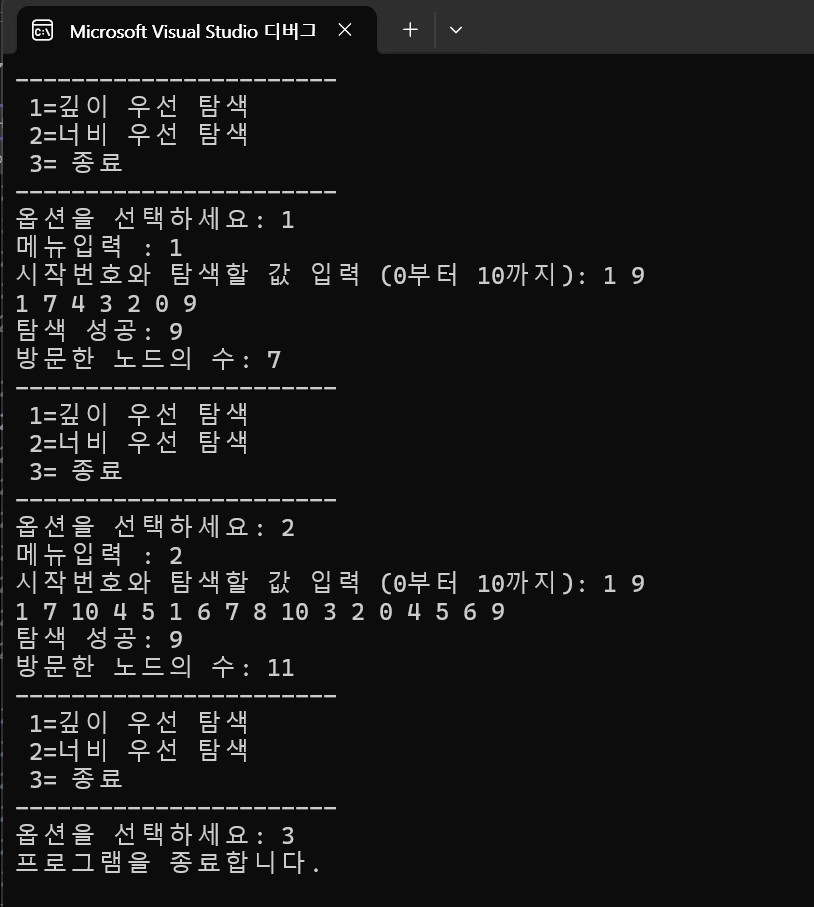 Microsoft Visual Studio 디버그
-----------------------
1=깊이 우선 탐색
2=너비 우선 탐색
3= 종료
-----------------------
옵션을 선택하세요: 1
메뉴입력 : 1
시작번호와 탐색할 값 입력 (0부터 10까지): 1 9
1 7 4 3 2 0 9
탐색 성공: 9
방문한 노드의 수: 7
-----------------------
1=깊이 우선 탐색
2=너비 우선 탐색
3= 종료
-----------------------
옵션을 선택하세요: 2
메뉴입력 : 2
시작번호와 탐색할 값 입력 (0부터 10까지): 1 9
1 7 10 4 5 1 6 7 8 10 3 2 0 4 5 6 9
탐색 성공: 9
방문한 노드의 수: 11
-----------------------
1=깊이 우선 탐색
2=너비 우선 탐색
3= 종료
-----------------------
옵션을 선택하세요: 3
프로그램을 종료합니다.